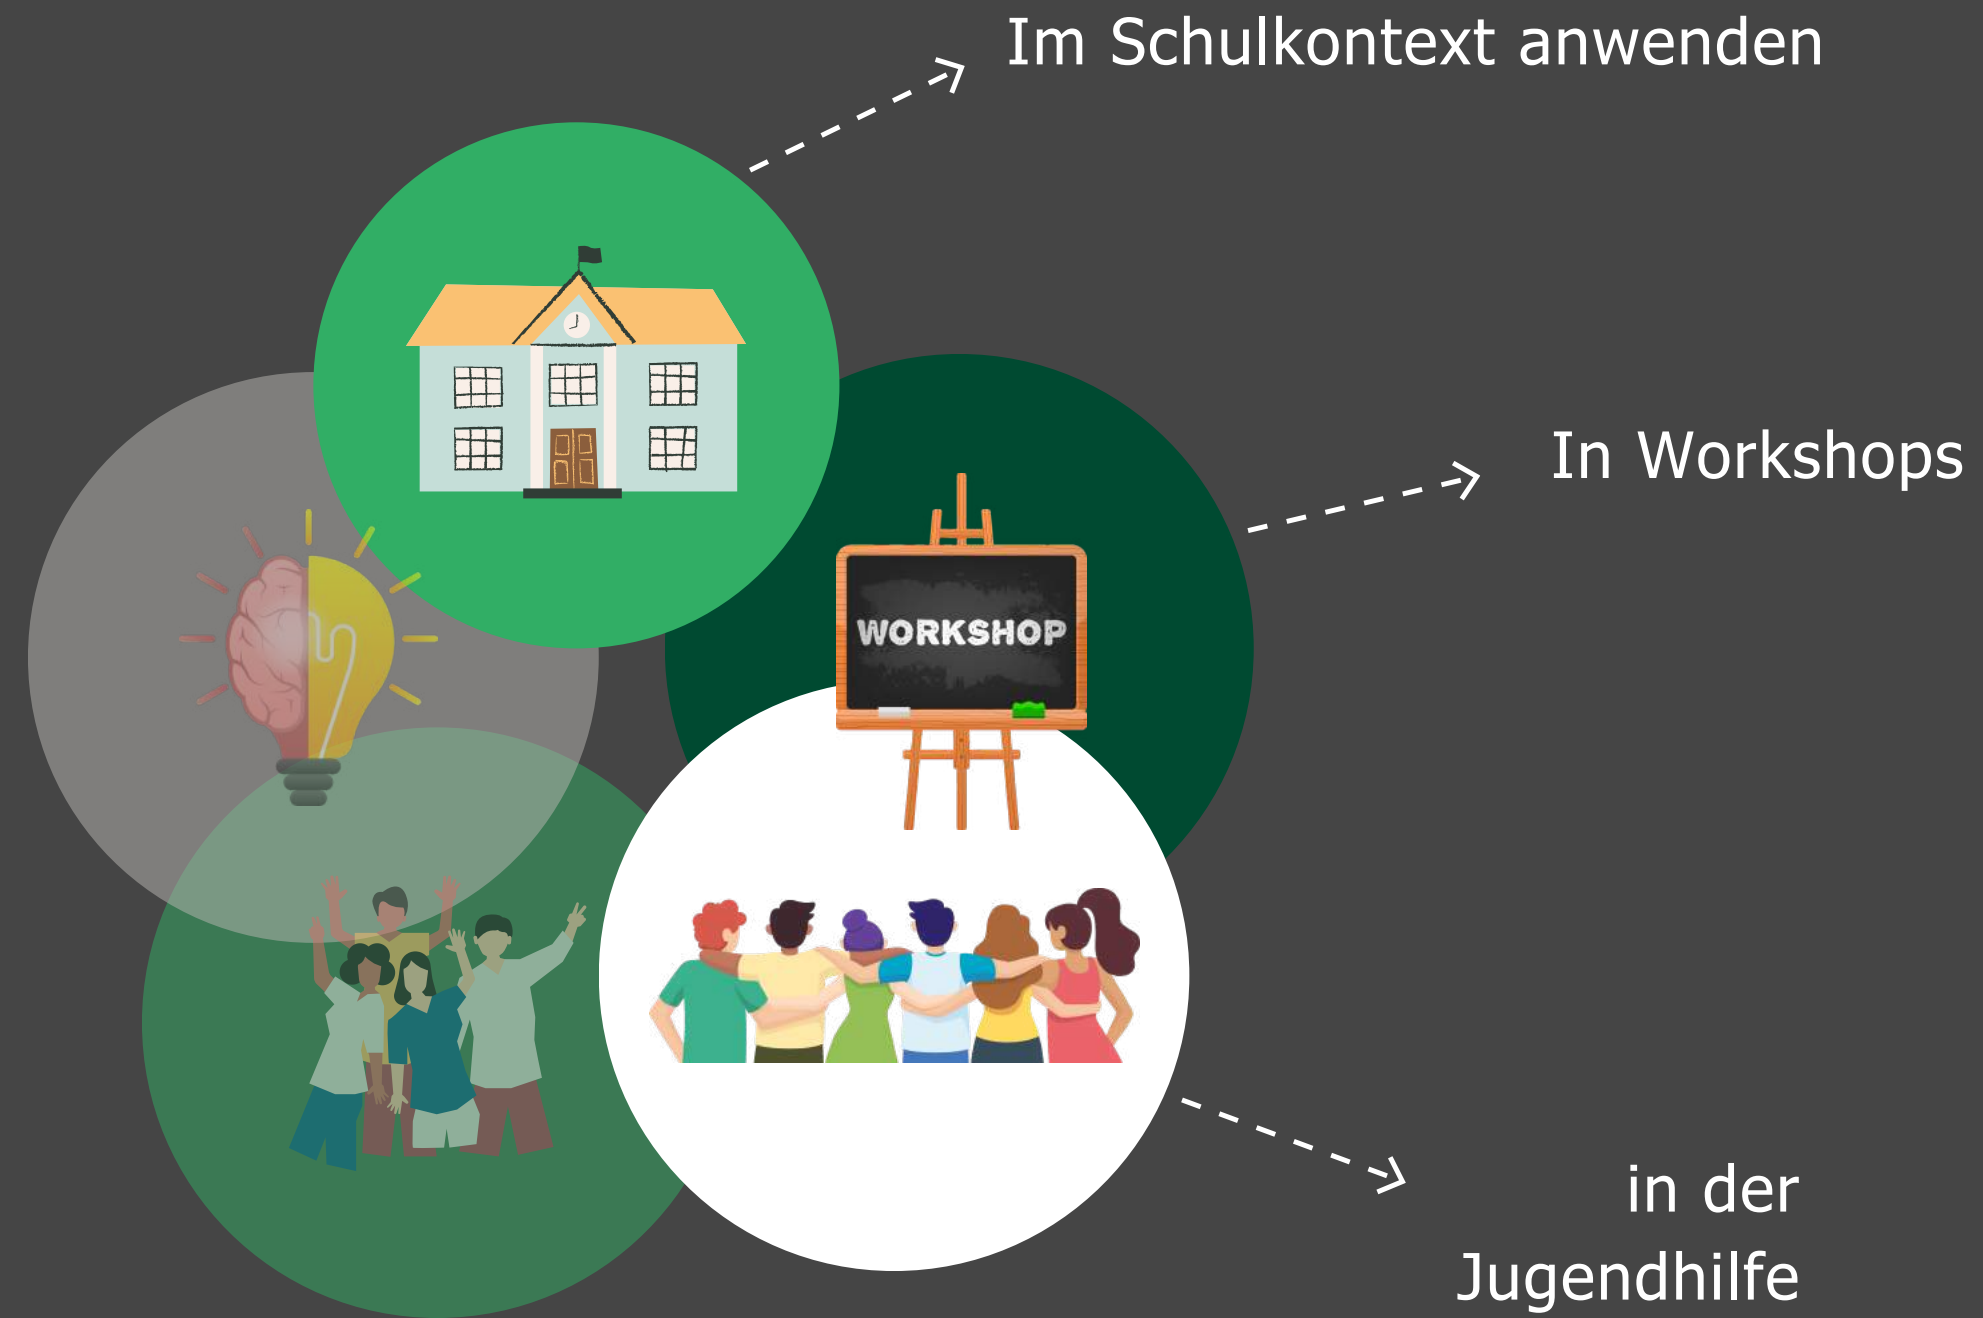 Im Schulkontext anwenden
In Workshops
WORKSHOP
in der
Jugendhilfe